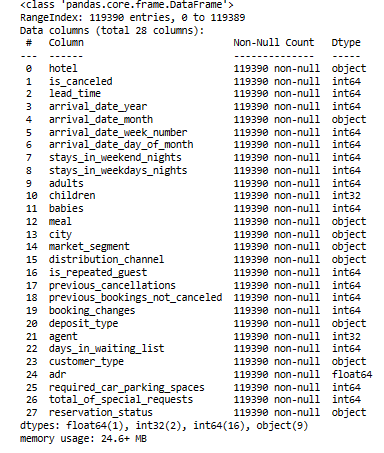 <class 'pandas.core.frame.DataFrame'>
RangeIndex: 119390 entries, 0 to 119389
Data columns (total 28 columns):
 #   Column                          Non-Null Count   Dtype
---  ------                          --------------   -----
 0   hotel                           119390 non-null  object
 1   is_canceled                     119390 non-null  int64
 2   lead_time                       119390 non-null  int64
 3   arrival_date_year               119390 non-null  int64
 4   arrival_date_month              119390 non-null  object
 5   arrival_date_week_number        119390 non-null  int64
 6   arrival_date_day_of_month       119390 non-null  int64
 7   stays_in_weekend_nights         119390 non-null  int64
 8   stays_in_weekdays_nights        119390 non-null  int64
 9   adults                          119390 non-null  int64
 10  children                        119390 non-null  int32
 11  babies                          119390 non-null  int64
 12  meal                            119390 non-null  object
 13  city                            119390 non-null  object
 14  market_segment                  119390 non-null  object
 15  distribution_channel            119390 non-null  object
 16  is_repeated_guest               119390 non-null  int64
 17  previous_cancellations          119390 non-null  int64
 18  previous_bookings_not_canceled  119390 non-null  int64
 19  booking_changes                 119390 non-null  int64
 20  deposit_type                    119390 non-null  object
 21  agent                           119390 non-null  int32
 22  days_in_waiting_list            119390 non-null  int64
 23  customer_type                   119390 non-null  object
 24  adr                             119390 non-null  float64
 25  required_car_parking_spaces     119390 non-null  int64
 26  total_of_special_requests       119390 non-null  int64
 27  reservation_status              119390 non-null  object
dtypes: float64(1), int32(2), int64(16), object(9)
memory usage: 24.6+ MB